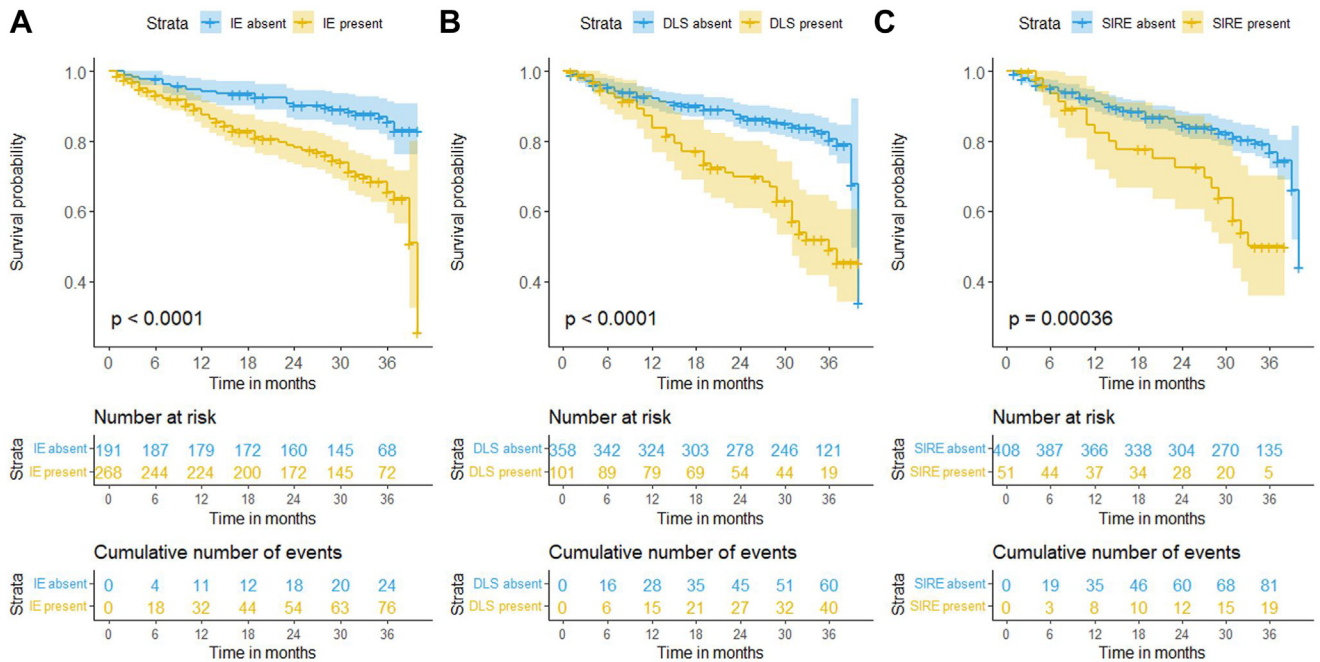 A
Strata IE absent IE present
Survival probability
1.0
0.8
0.6
0.4
p < 0.0001
0 6 12 18 24 30 36
Time in months
Number at risk
Strata
IE absent 191 187 179 172 160 145 68
IE present 268 244 224 200 172 145 72
0 6 12 18 24 30 36
Time in months
Cumulative number of events
Strata
IE absent 0 4 11 12 18 20 24
IE present 0 18 32 44 54 63 76
0 6 12 18 24 30 36
Time in months
B
Strata DLS absent DLS present
Survival probability
1.0
0.8
0.6
0.4
p < 0.0001
0 6 12 18 24 30 36
Time in months
Number at risk
Strata
DLS absent 358 342 324 303 278 246 121
DLS present 101 89 79 69 54 44 19
0 6 12 18 24 30 36
Time in months
Cumulative number of events
Strata
DLS absent 0 16 28 35 45 51 60
DLS present 0 6 15 21 27 32 40
0 6 12 18 24 30 36
Time in months
C
Strata SIRE absent SIRE present
Survival probability
1.0
0.8
0.6
0.4
p = 0.00036
0 6 12 18 24 30 36
Time in months
Number at risk
Strata
SIRE absent 408 387 366 338 304 270 135
SIRE present 51 44 37 34 28 20 5
0 6 12 18 24 30 36
Time in months
Cumulative number of events
Strata
SIRE absent 0 19 35 46 60 68 81
SIRE present 0 3 8 10 12 15 19
0 6 12 18 24 30 36
Time in months